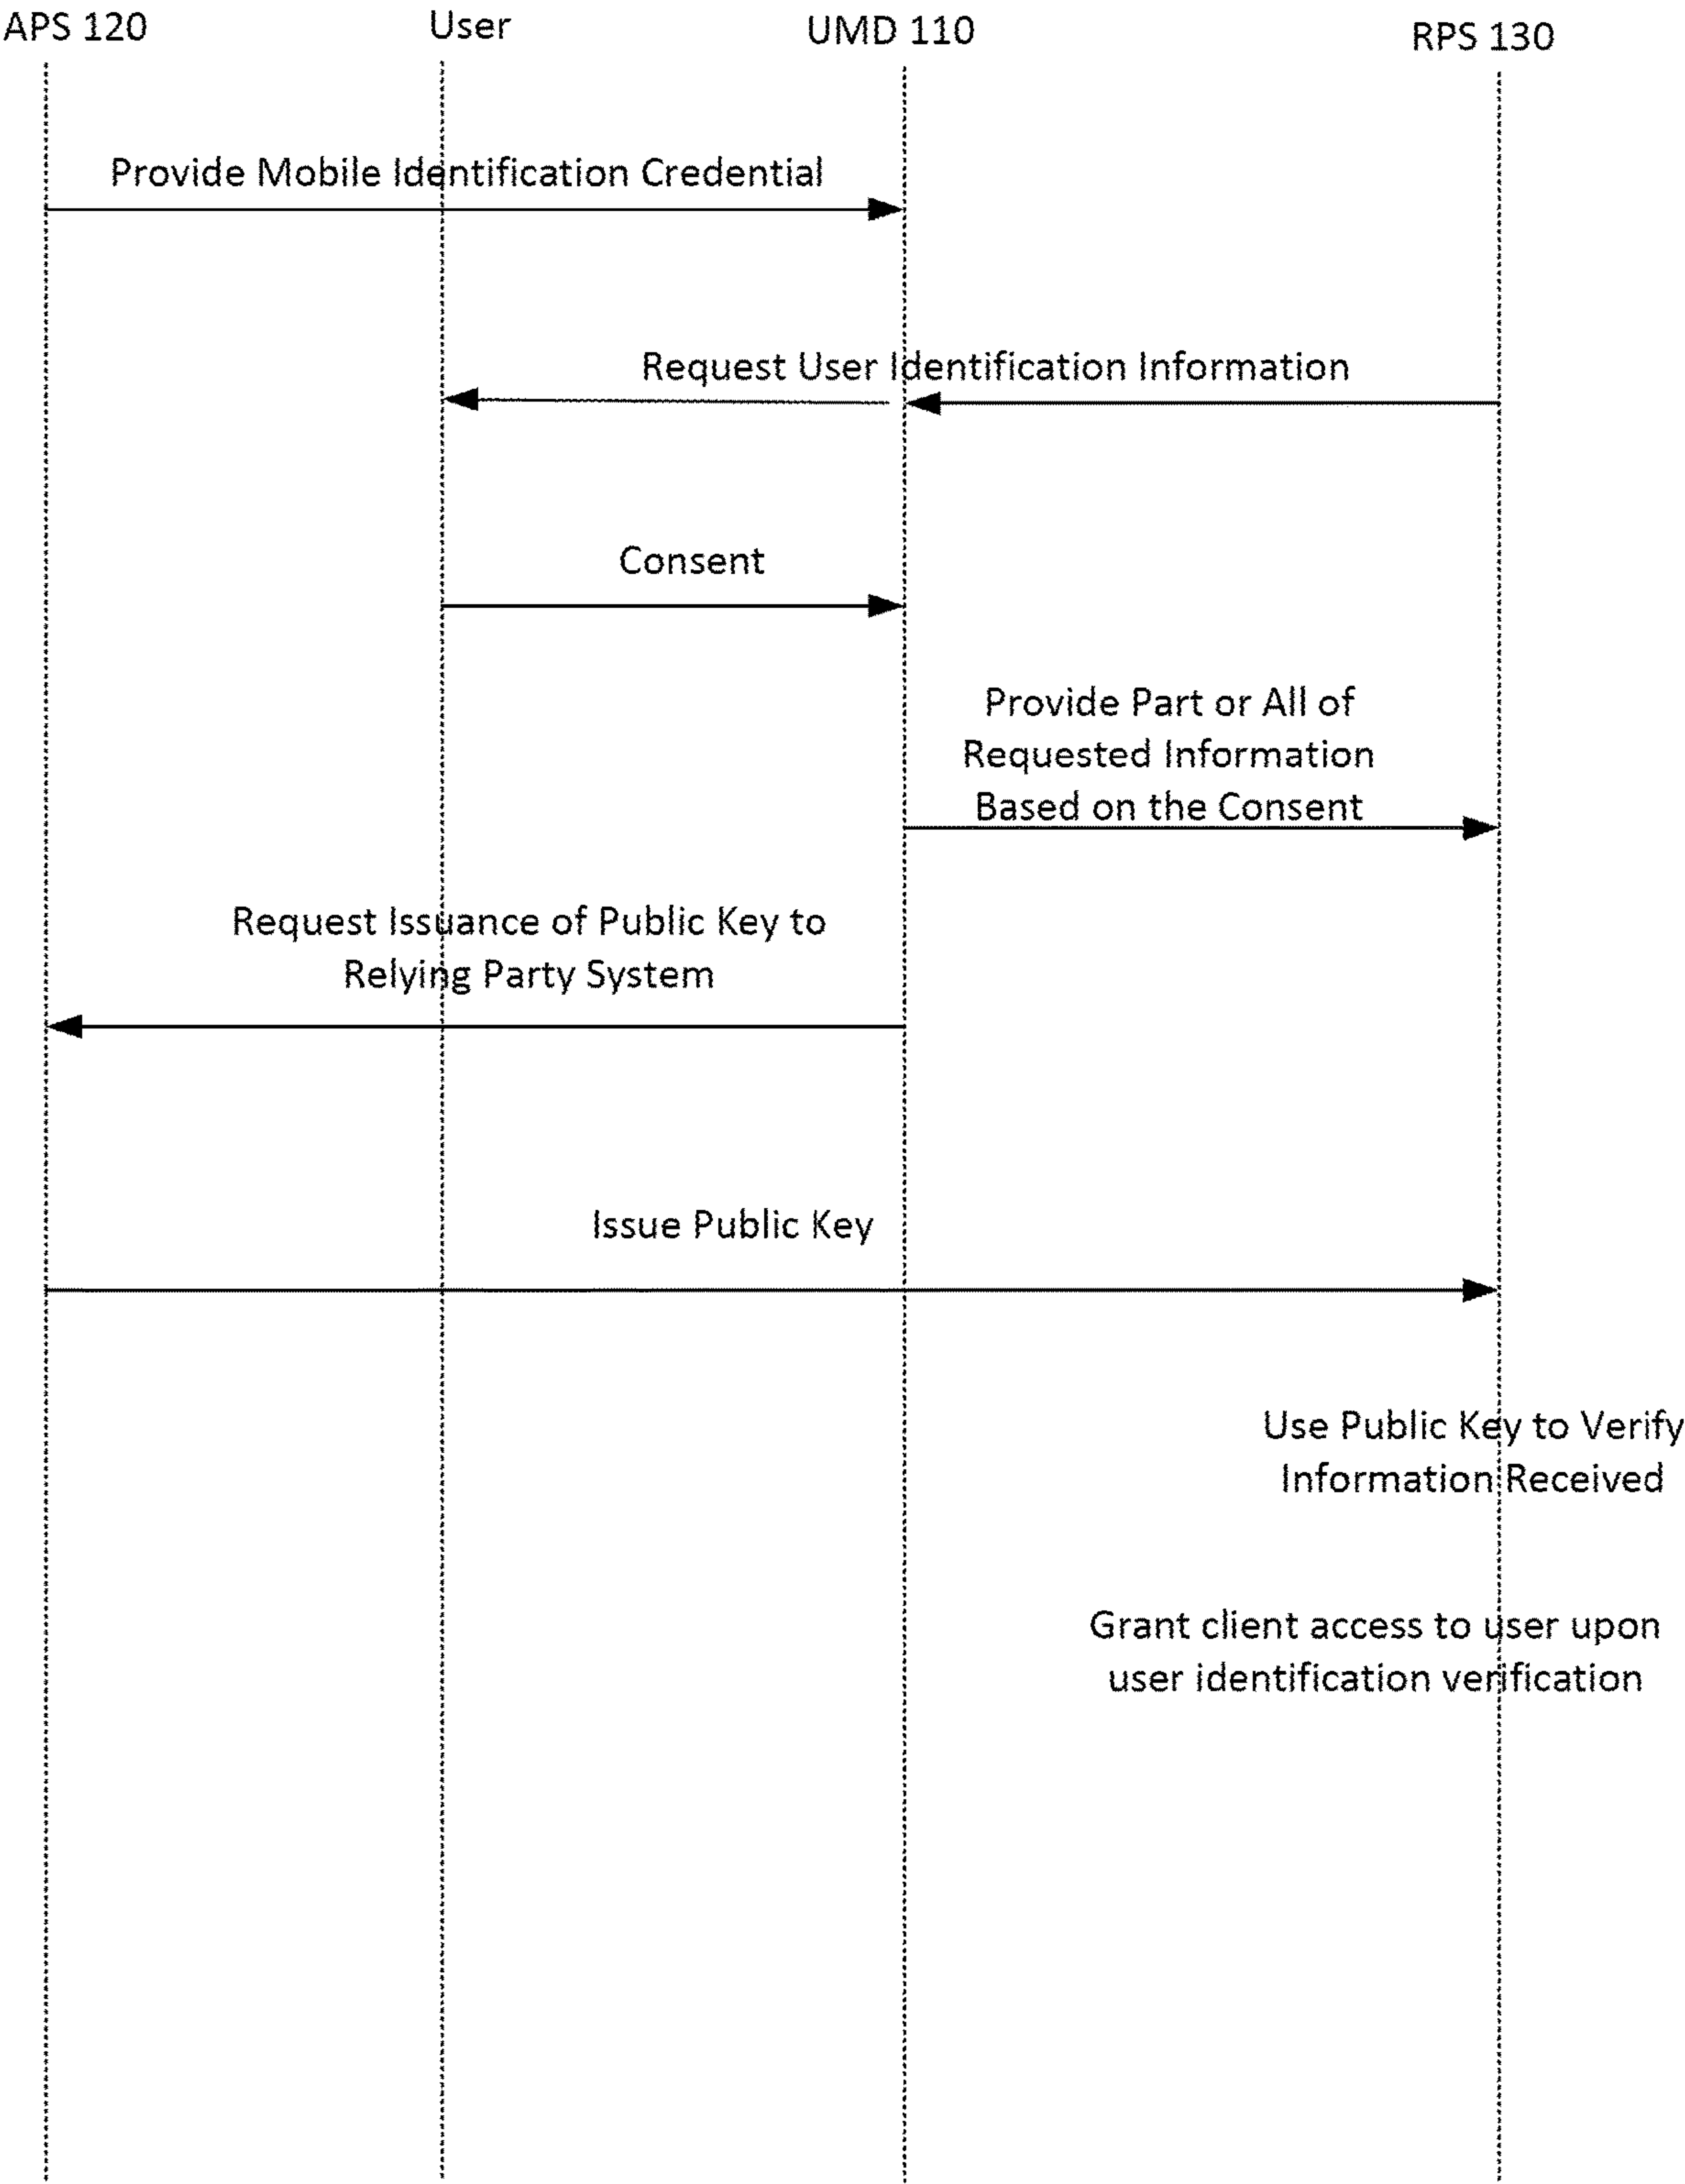 APS 120
User
UMD 110
RPS 130
Provide Mobile Identification Credential
Request User Identification Information
Consent
Provide Part or All of
Requested Information
Based on the Consent
Request Issuance of Public Key to
Relying Party System
Issue Public Key
Use Public Key to Verify
Information Received
Grant client access to user upon
user identification verification